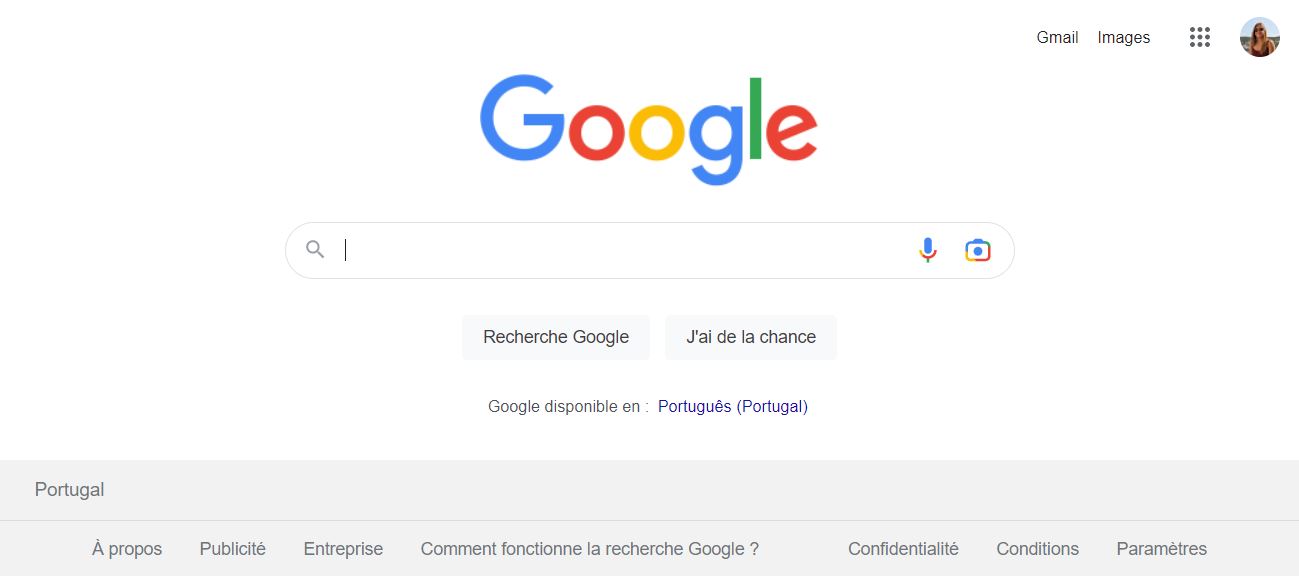 Gmail Images
Google
Recherche Google J'ai de la chance
Google disponible en : Português (Portugal)
Portugal
À propos Publicité Entreprise Comment fonctionne la recherche Google ? Confidentialité Conditions Paramètres